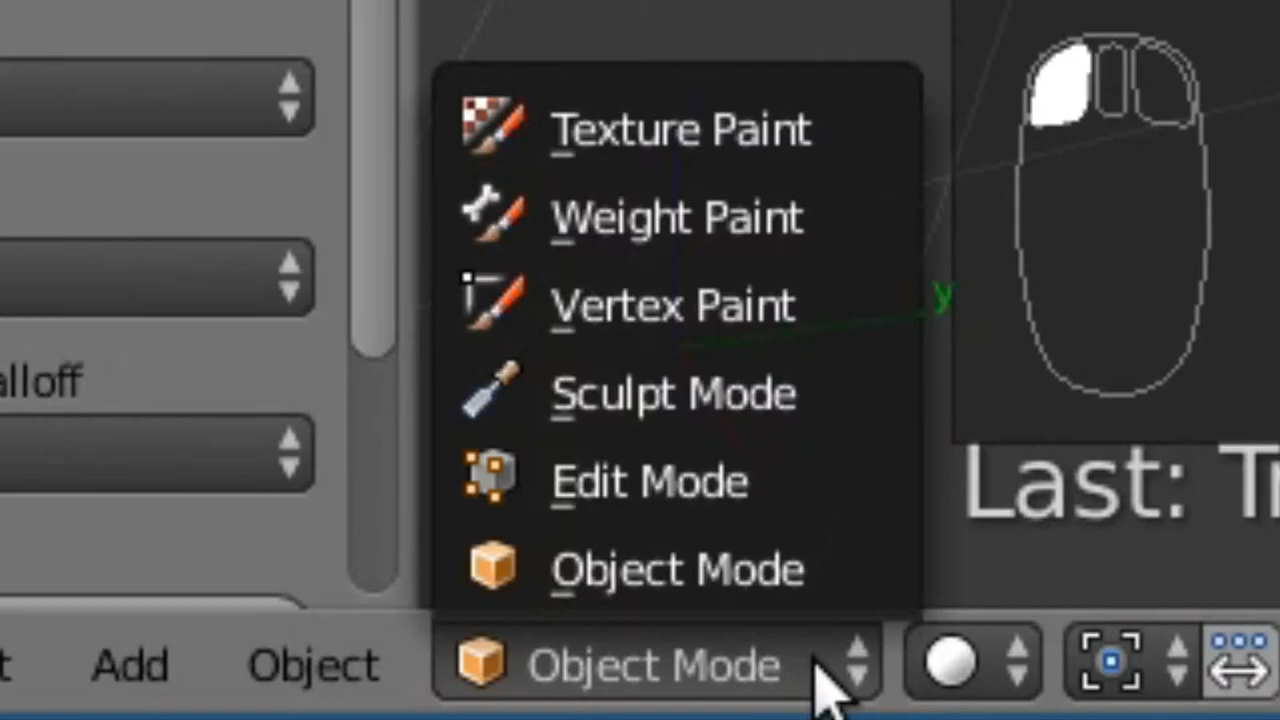 Texture Paint
Weight Paint
Vertex Paint
y
alloff
Sculpt Mode
Edit Mode
Last: Tr
Object Mode
t Add Object Object Mode